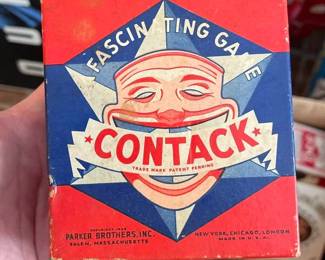 FASCINATING GAME
★CONTACK★
TRADE MARK PATENT PENDING
PARKER BROTHERS, INC.
SALEM, MASSACHUSETTS
NEW YORK, CHICAGO, LONDON
MADE IN U.S.A.